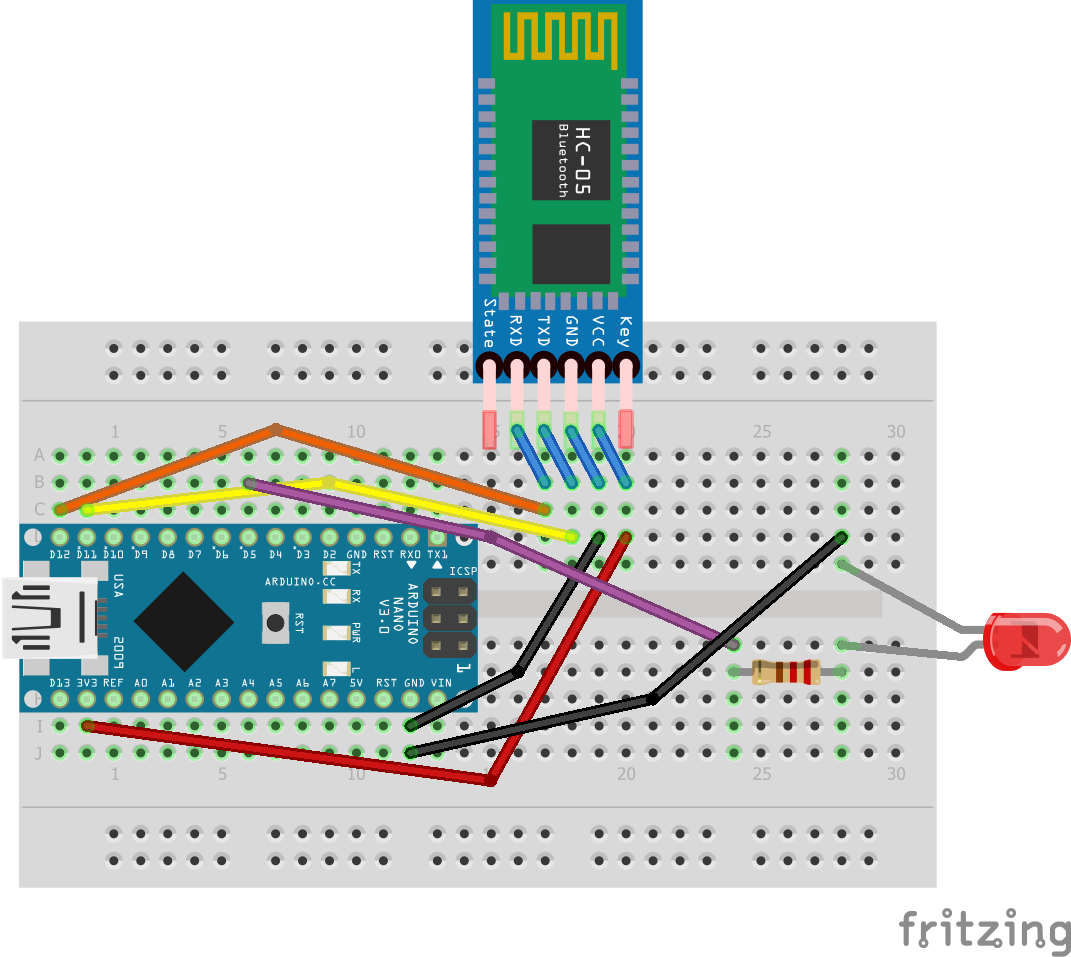 HC-05
Bluetooth
State RXD TXD GND VCC Key
1 5 10 20 25 30
A
B
C
D12 D11 D10 D9 D8 D7 D6 D5 D4 D3 D2 GND RST RX0 TX1
TX
RX
PWR
L
RST
ARDUINO.CC
ICSP
USA
2009
ARDUINO
NANO
V3.0
1
D13 3V3 REF A0 A1 A2 A3 A4 A5 A6 A7 5V RST GND VIN
I
J
1 5 10 20 25 30
fritzing